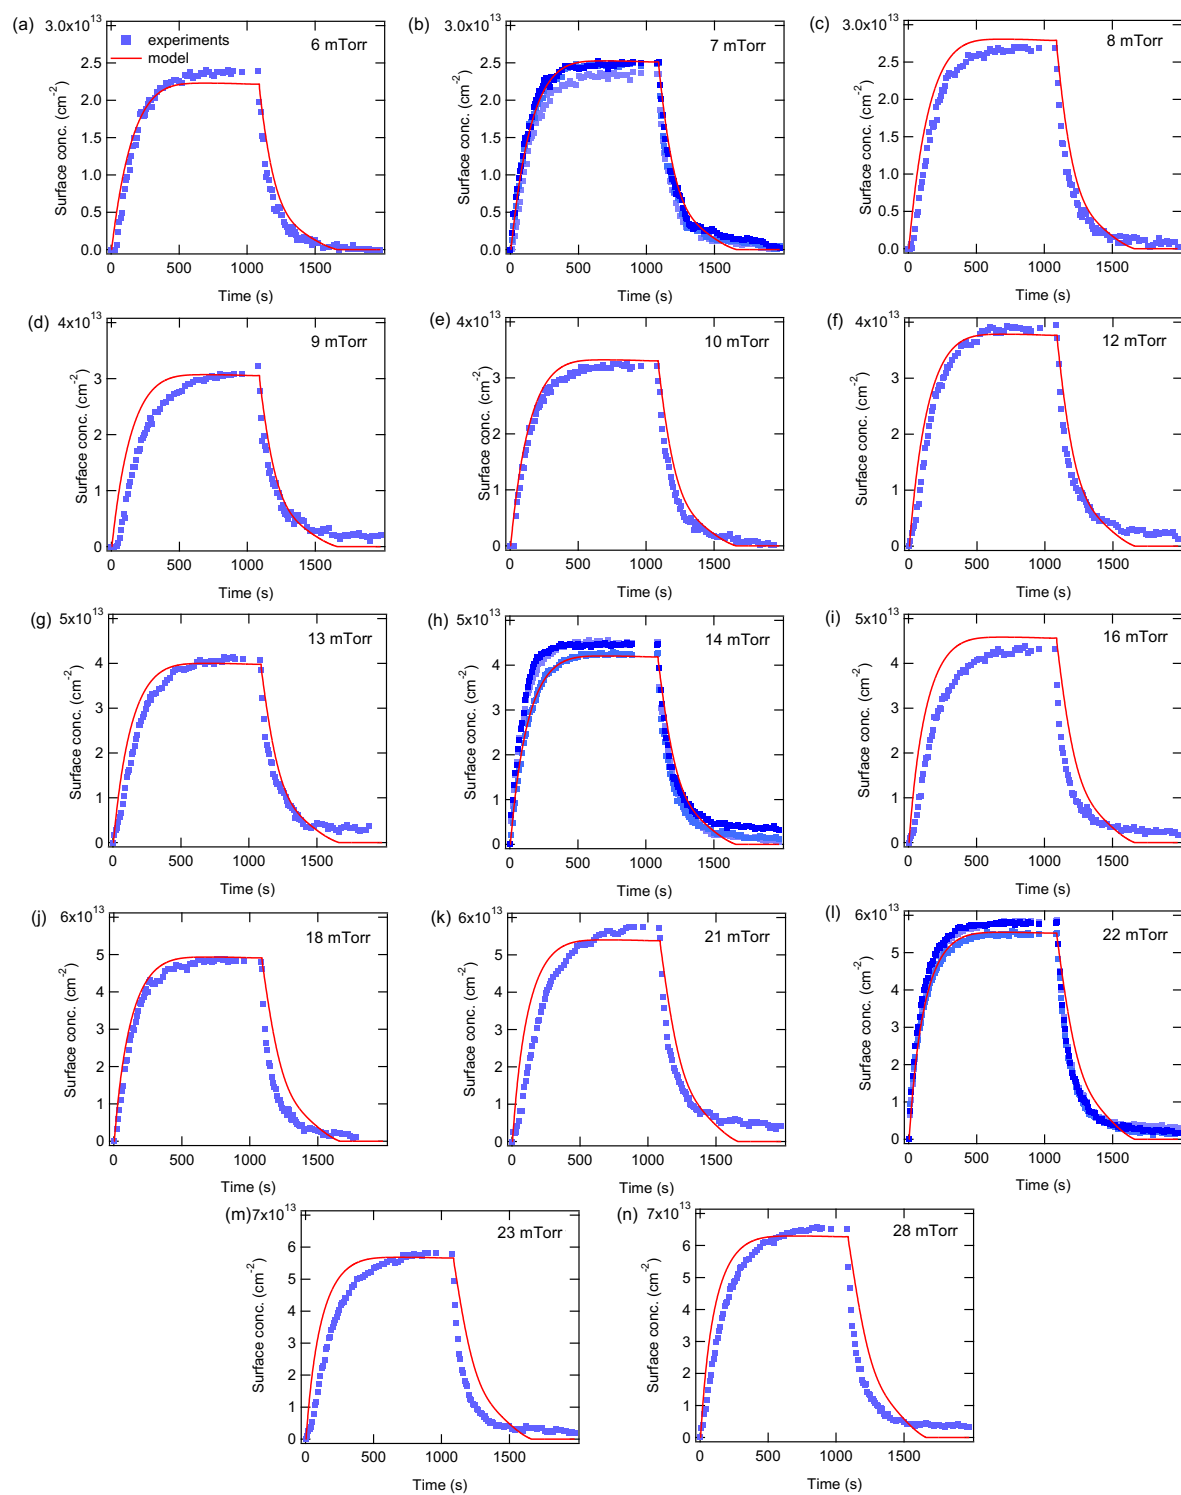 (a)
3.0x10^13
6 mTorr
experiments
model
2.5
2.0
1.5
1.0
0.5
0.0
Surface conc. (cm^-2)
0 500 1000 1500
Time (s)
(b)
3.0x10^13
7 mTorr
2.5
2.0
1.5
1.0
0.5
0.0
Surface conc. (cm^-2)
0 500 1000 1500
Time (s)
(c)
3.0x10^13
8 mTorr
2.5
2.0
1.5
1.0
0.5
0.0
Surface conc. (cm^-2)
0 500 1000 1500
Time (s)
(d)
4x10^13
9 mTorr
3
2
1
0
Surface conc. (cm^-2)
0 500 1000 1500
Time (s)
(e)
4x10^13
10 mTorr
3
2
1
0
Surface conc. (cm^-2)
0 500 1000 1500
Time (s)
(f)
4x10^13
12 mTorr
3
2
1
0
Surface conc. (cm^-2)
0 500 1000 1500
Time (s)
(g)
5x10^13
13 mTorr
4
3
2
1
0
Surface conc. (cm^-2)
0 500 1000 1500
Time (s)
(h)
5x10^13
14 mTorr
4
3
2
1
0
Surface conc. (cm^-2)
0 500 1000 1500
Time (s)
(i)
5x10^13
16 mTorr
4
3
2
1
0
Surface conc. (cm^-2)
0 500 1000 1500
Time (s)
(j)
6x10^13
18 mTorr
5
4
3
2
1
0
Surface conc. (cm^-2)
0 500 1000 1500
Time (s)
(k)
6x10^13
21 mTorr
5
4
3
2
1
0
Surface conc. (cm^-2)
0 500 1000 1500
Time (s)
(l)
6x10^13
22 mTorr
5
4
3
2
1
0
Surface conc. (cm^-2)
0 500 1000 1500
Time (s)
(m)
7x10^13
23 mTorr
6
5
4
3
2
1
0
Surface conc. (cm^-2)
0 500 1000 1500
Time (s)
(n)
7x10^13
28 mTorr
6
5
4
3
2
1
0
Surface conc. (cm^-2)
0 500 1000 1500
Time (s)